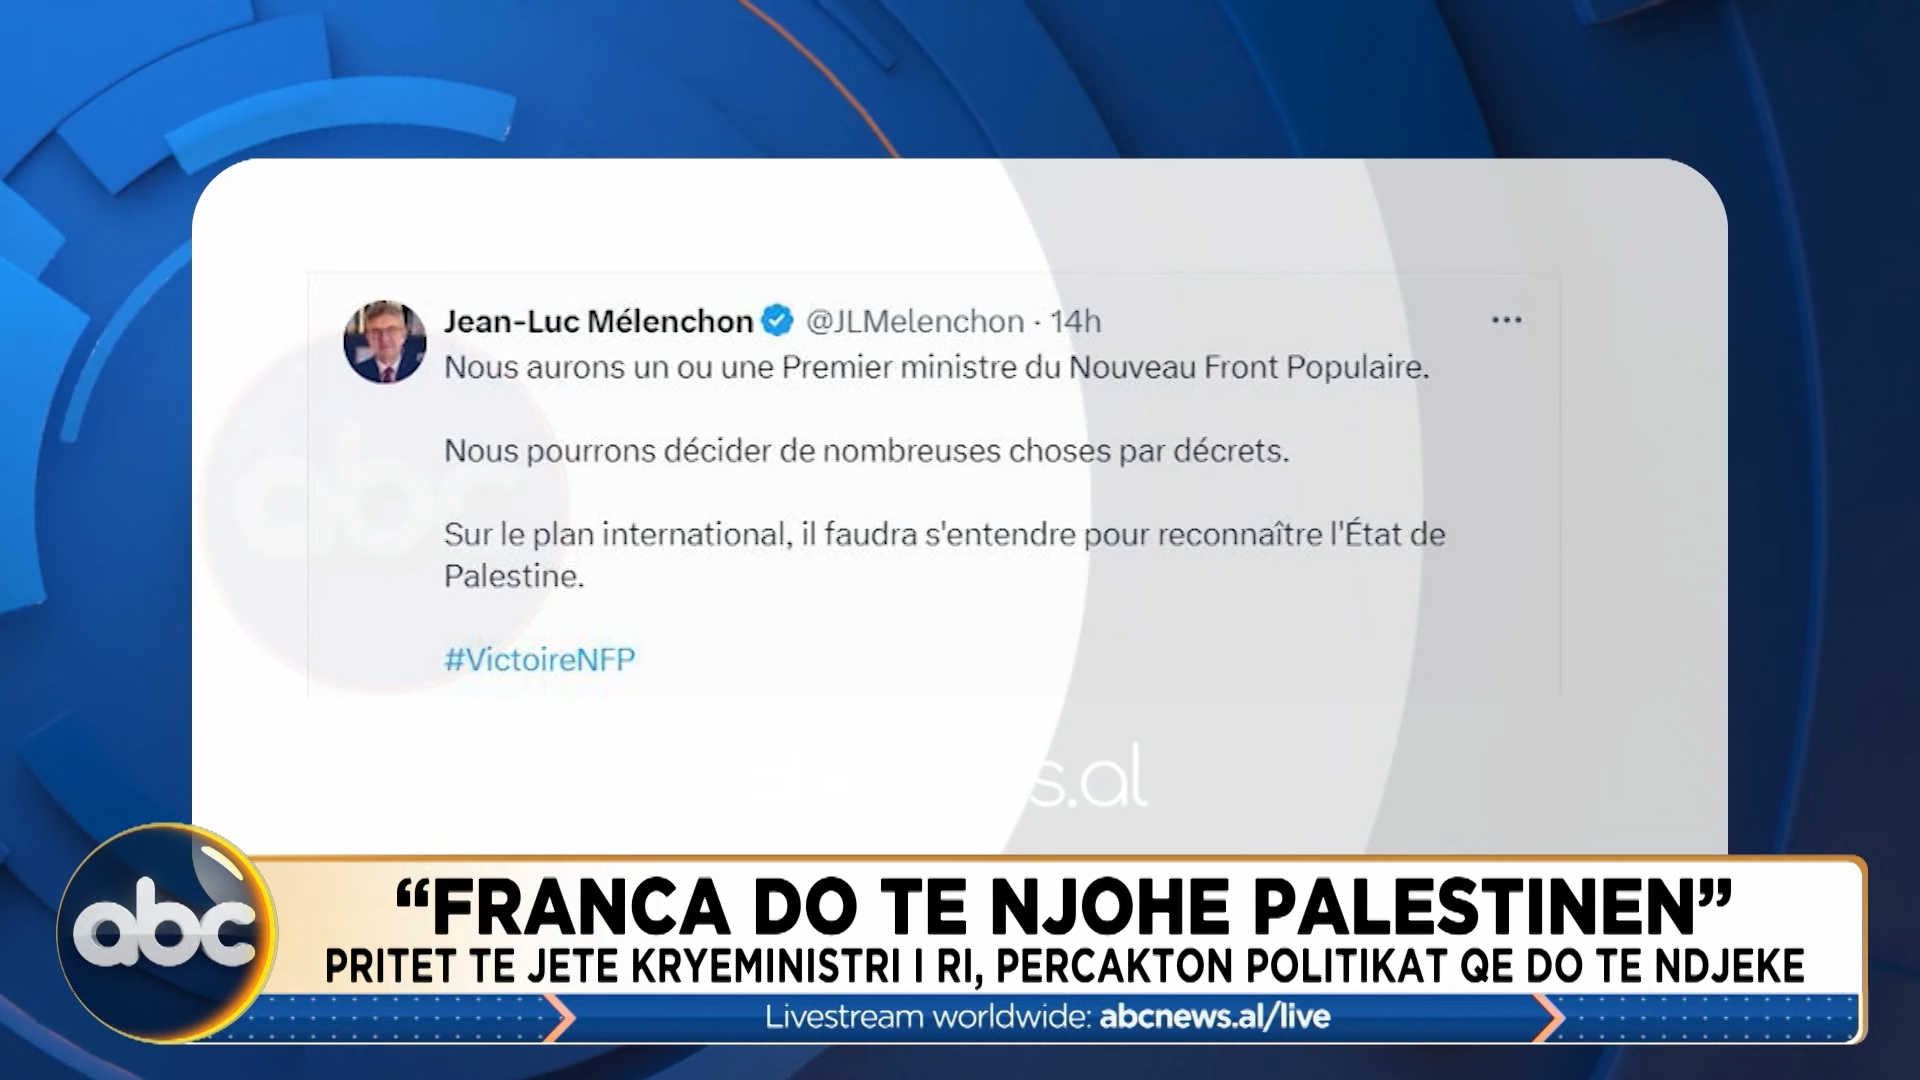 Jean-Luc Mélenchon @JLMelenchon · 14h
Nous aurons un ou une Premier ministre du Nouveau Front Populaire.
Nous pourrons décider de nombreuses choses par décrets.
Sur le plan international, il faudra s'entendre pour reconnaître l'État de
Palestine.
#VictoireNFP
abc
s.al
abc
“FRANCA DO TE NJOHE PALESTINEN”
PRITET TE JETE KRYEMINISTRI I RI, PERCAKTON POLITIKAT QE DO TE NDJEKE
Livestream worldwide: abcnews.al/live